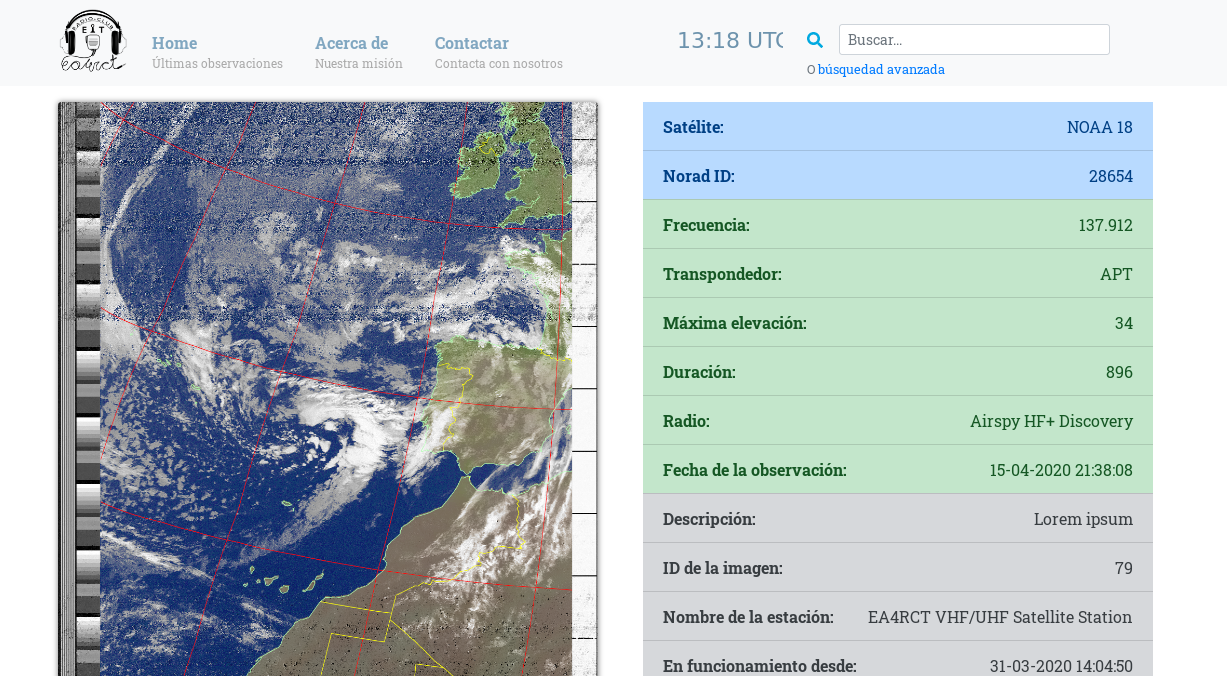 RADIO-CLUB
EIT
ea4rct
Home
Últimas observaciones
Acerca de
Nuestra misión
Contactar
Contacta con nosotros
13:18 UTC
Buscar...
O búsquedad avanzada
Satélite: NOAA 18
Norad ID: 28654
Frecuencia: 137.912
Transpondedor: APT
Máxima elevación: 34
Duración: 896
Radio: Airspy HF+ Discovery
Fecha de la observación: 15-04-2020 21:38:08
Descripción: Lorem ipsum
ID de la imagen: 79
Nombre de la estación: EA4RCT VHF/UHF Satellite Station
En funcionamiento desde: 31-03-2020 14:04:50